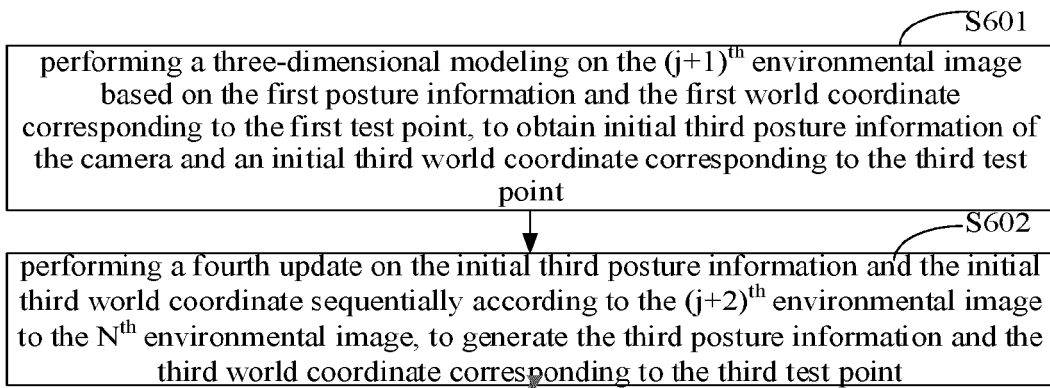 S601
performing a three-dimensional modeling on the (j+1)th environmental image
based on the first posture information and the first world coordinate
corresponding to the first test point, to obtain initial third posture information of
the camera and an initial third world coordinate corresponding to the third test
point
S602
performing a fourth update on the initial third posture information and the initial
third world coordinate sequentially according to the (j+2)th environmental image
to the Nth environmental image, to generate the third posture information and the
third world coordinate corresponding to the third test point